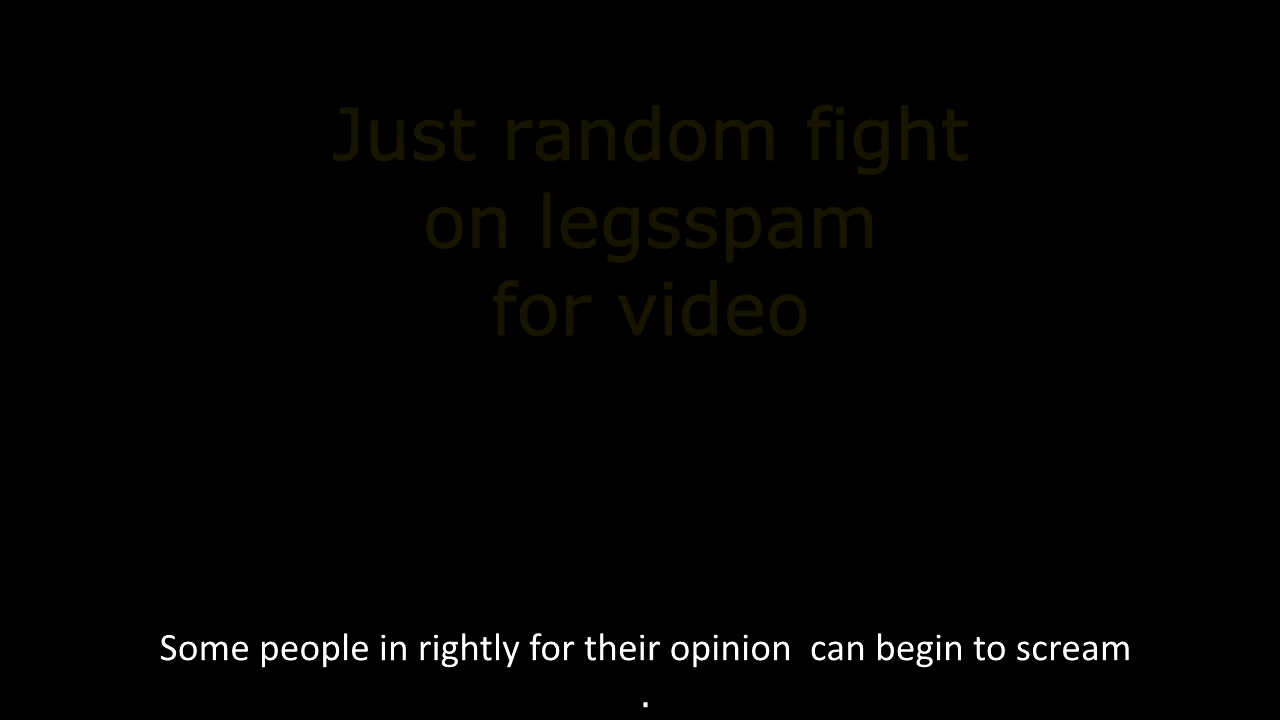 Just random fight
on legsspam
for video
Some people in rightly for their opinion  can begin to scream
.